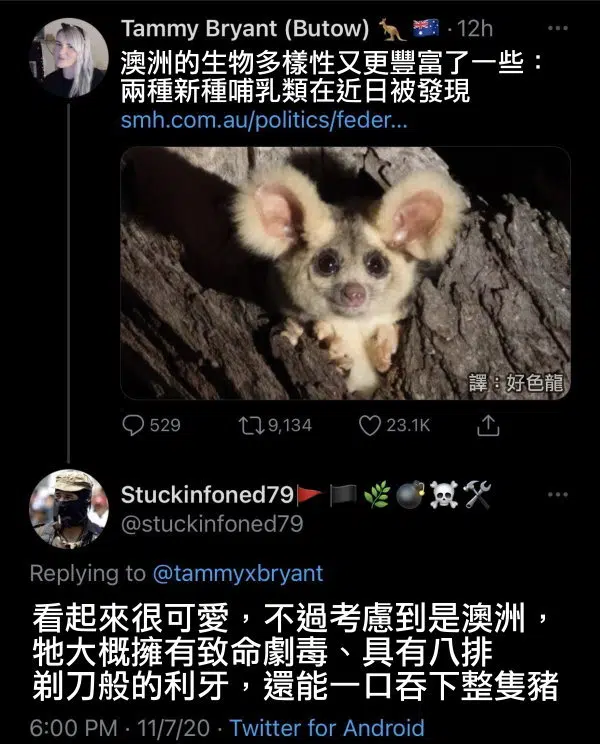 Tammy Bryant (Butow) 🦘 🇦🇺 · 12h
澳洲的生物多樣性又更豐富了一些：
兩種新種哺乳類在近日被發現
smh.com.au/politics/feder...
譯：好色龍
529 9,134 23.1K
Stuckinfoned79🚩🏴🌿💣☠️⚒️
@stuckinfoned79
Replying to @tammyxbryant
看起來很可愛，不過考慮到是澳洲，
牠大概擁有致命劇毒、具有八排
剃刀般的利牙，還能一口吞下整隻豬
6:00 PM · 11/7/20 · Twitter for Android